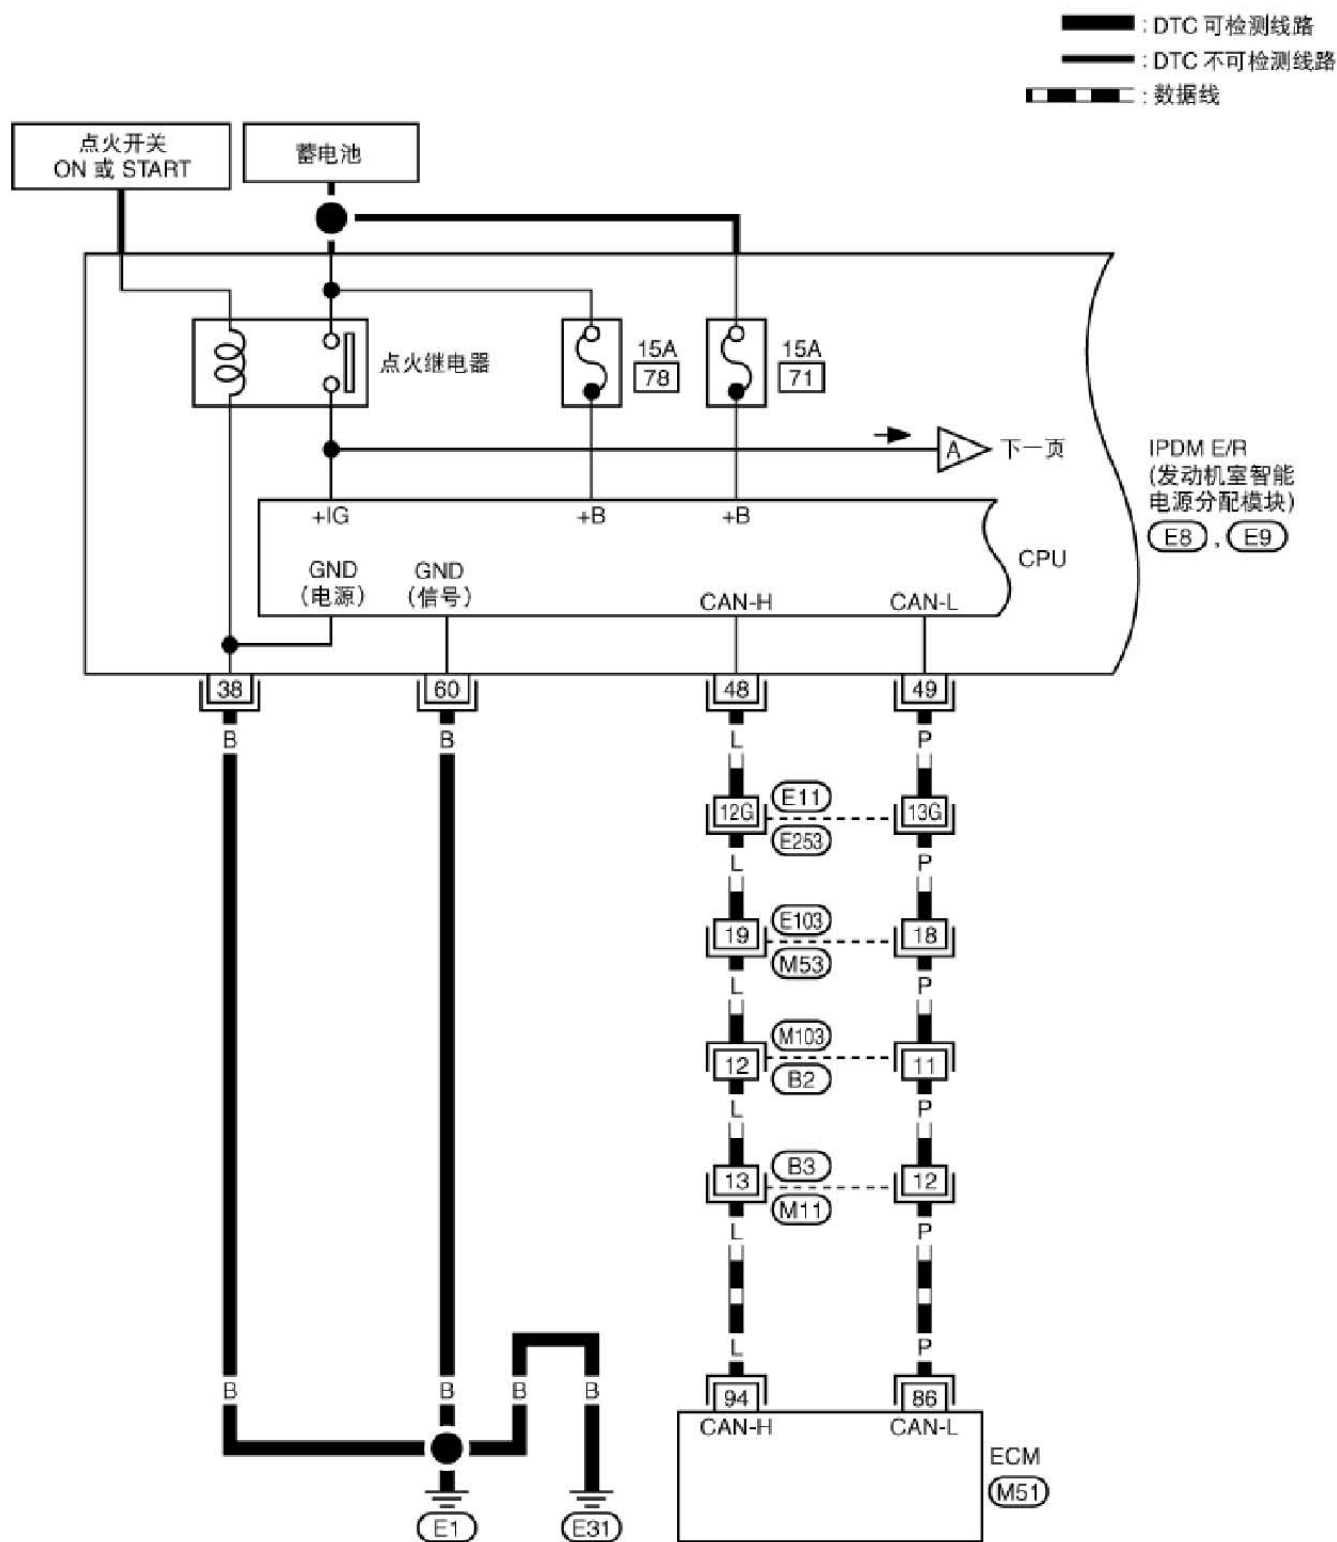 : DTC 可检测线路
: DTC 不可检测线路
: 数据线
点火开关
ON 或 START
蓄电池
点火继电器
15A
78
15A
71
A 下一页
IPDM E/R
(发动机室智能
电源分配模块)
E8 , E9
+IG +B +B
CPU
GND
(电源)
GND
(信号)
CAN-H CAN-L
38 60 48 49
B B L P
12G E11 13G
E253
L P
19 E103 18
M53
L P
M103
12 11
B2
L P
13 B3 12
M11
L P
L P
B B B B
94 86
CAN-H CAN-L
ECM
M51
E1 E31